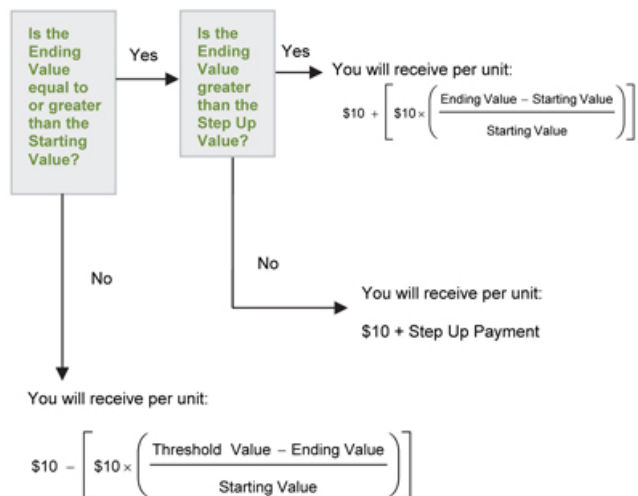 Is the
Ending
Value
equal to
or greater
than the
Starting
Value?
Yes
Is the
Ending
Value
greater
than the
Step Up
Value?
Yes
You will receive per unit:
$10 + [ $10 × ( Ending Value – Starting Value
Starting Value ) ]
No
No
You will receive per unit:
$10 + Step Up Payment
You will receive per unit:
$10 – [ $10 × ( Threshold Value – Ending Value
Starting Value ) ]